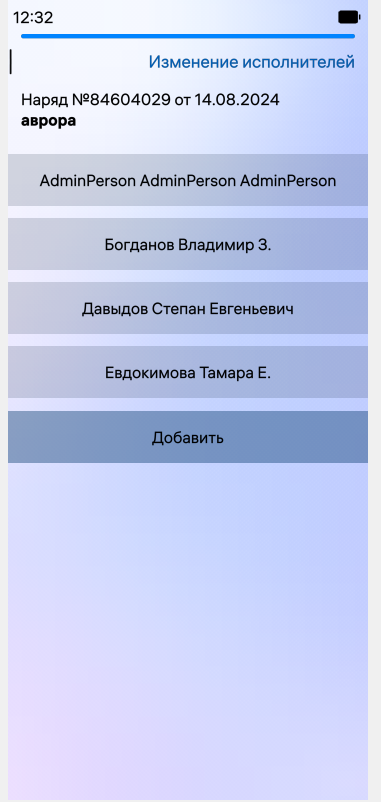 12:32
Изменение исполнителей
Наряд №84604029 от 14.08.2024
аврора
AdminPerson AdminPerson AdminPerson
Богданов Владимир З.
Давыдов Степан Евгеньевич
Евдокимова Тамара Е.
Добавить